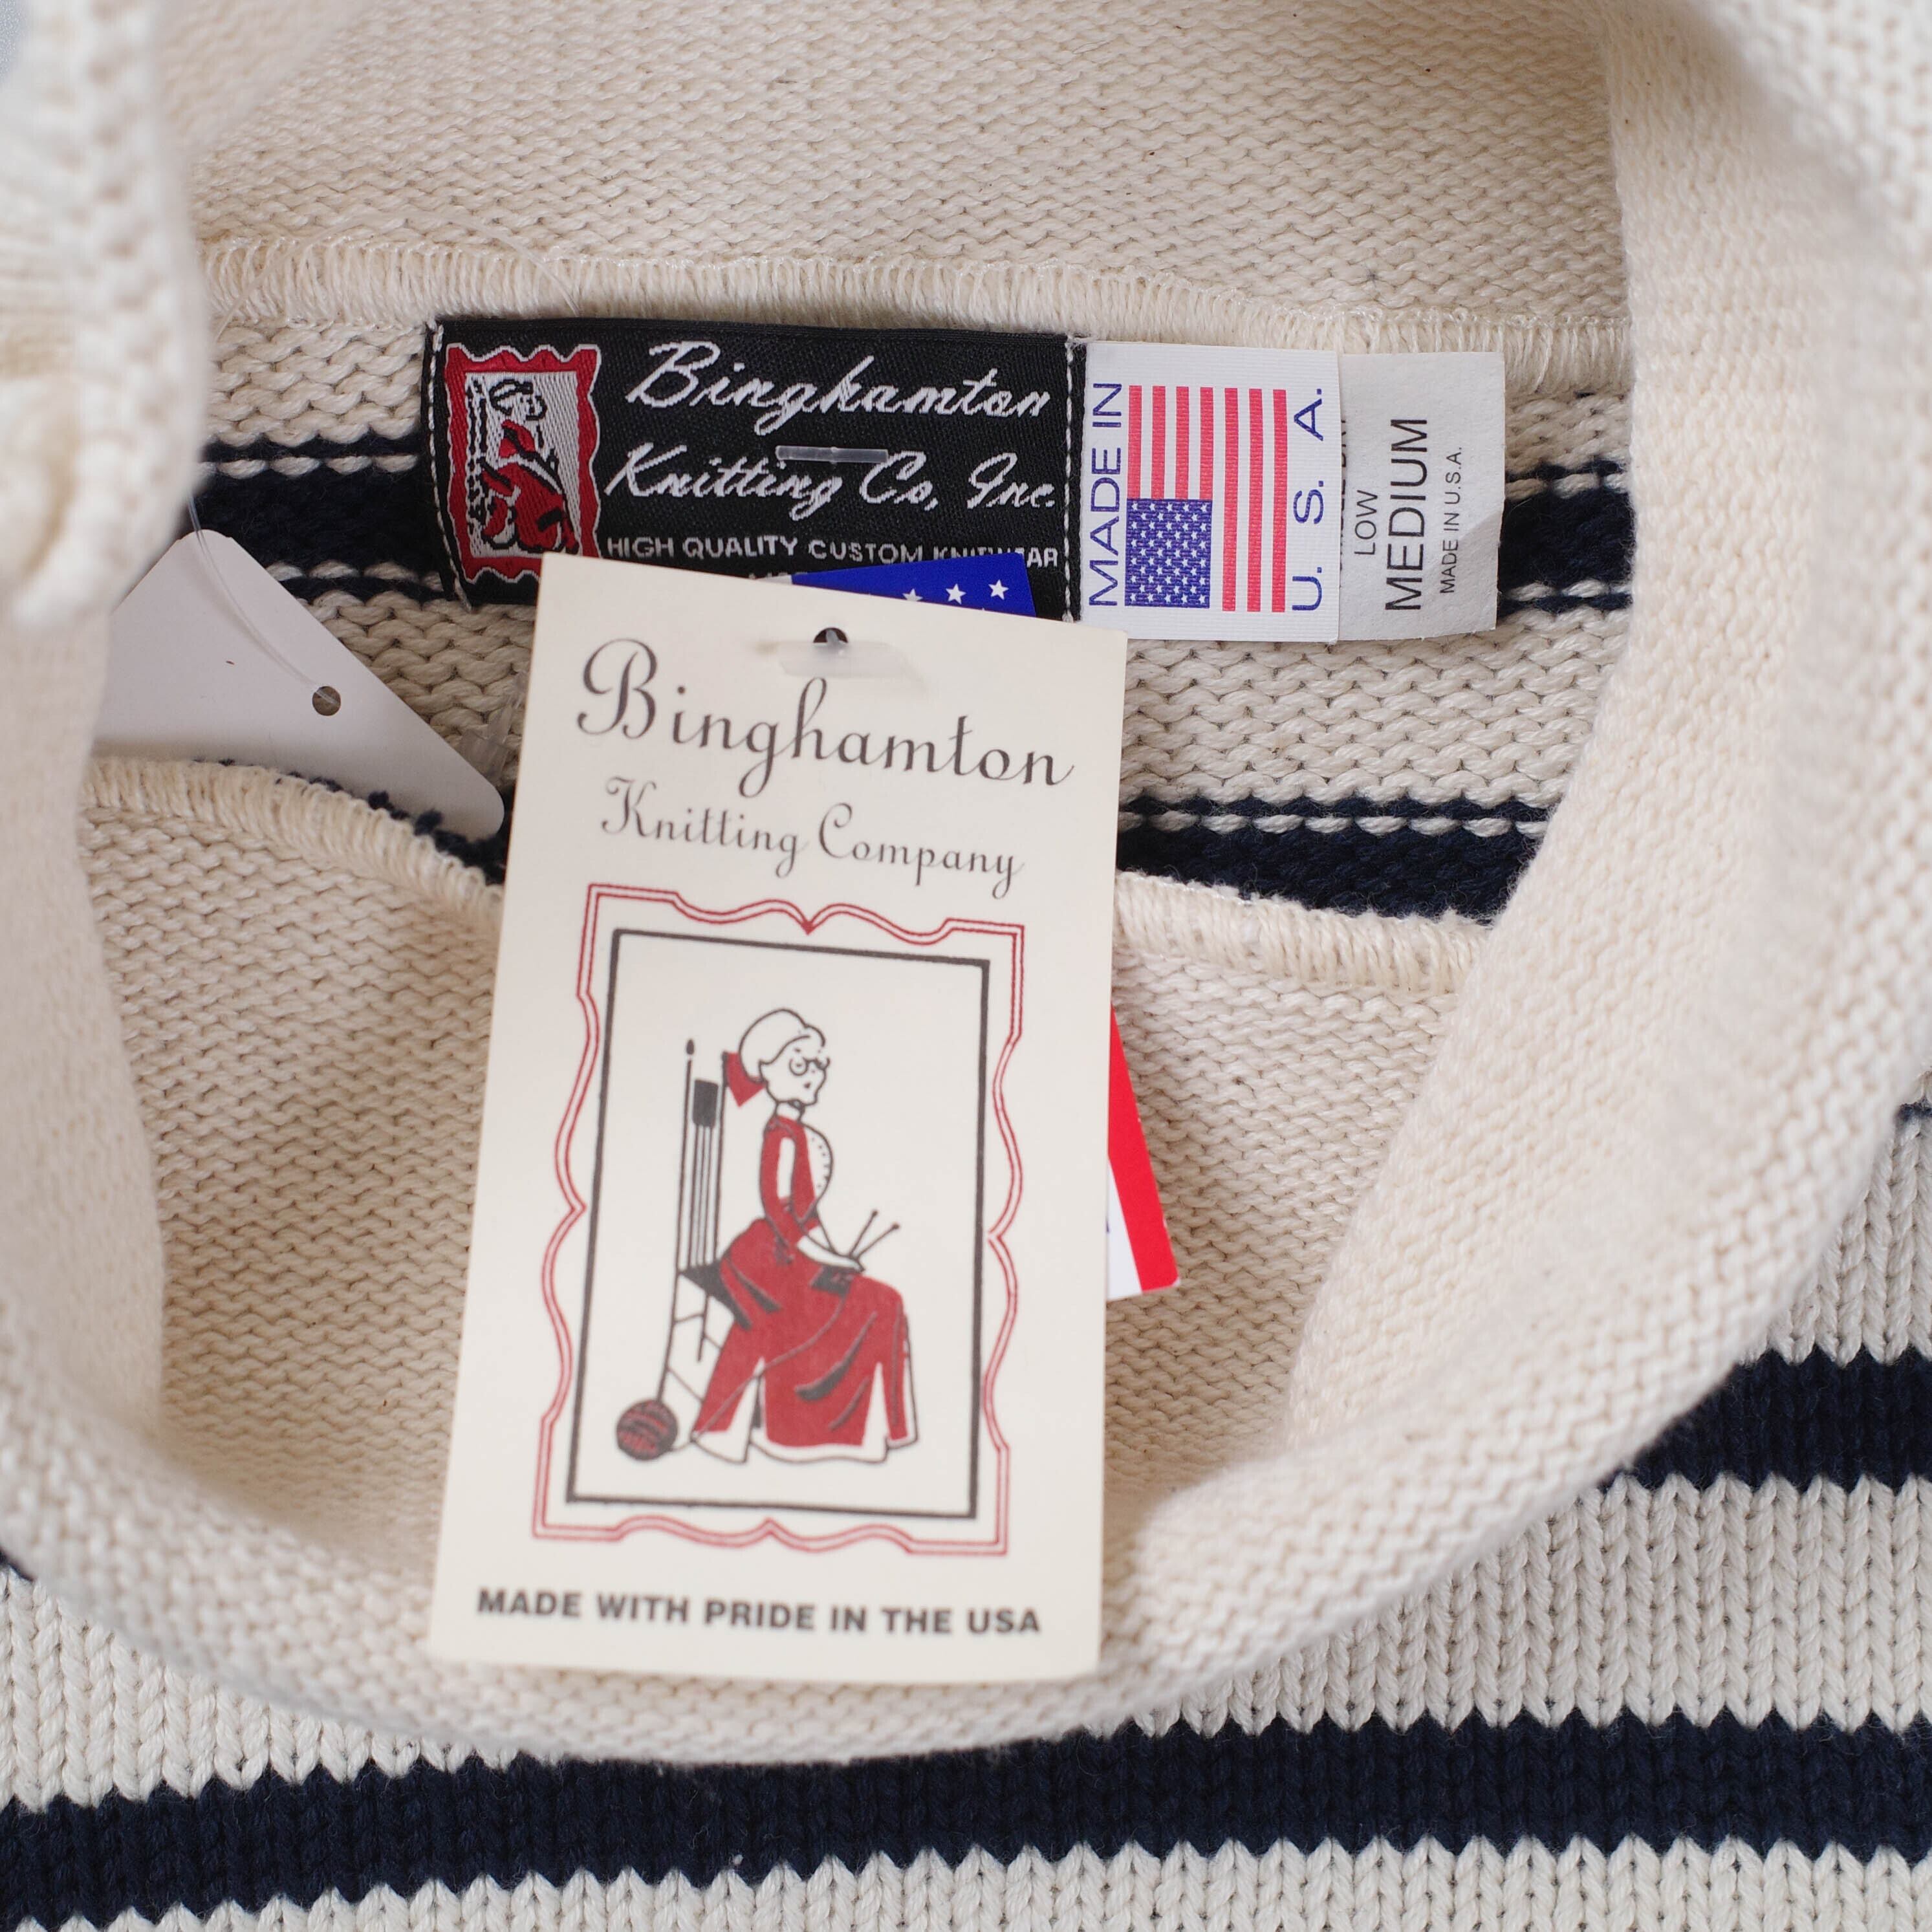 Binghamton
Knitting Co, Inc.
HIGH QUALITY CUSTOM KNITWEAR
MADE IN
U. S. A.
LOW
MEDIUM
MADE IN U.S.A.
Binghamton
Knitting Company
MADE WITH PRIDE IN THE USA